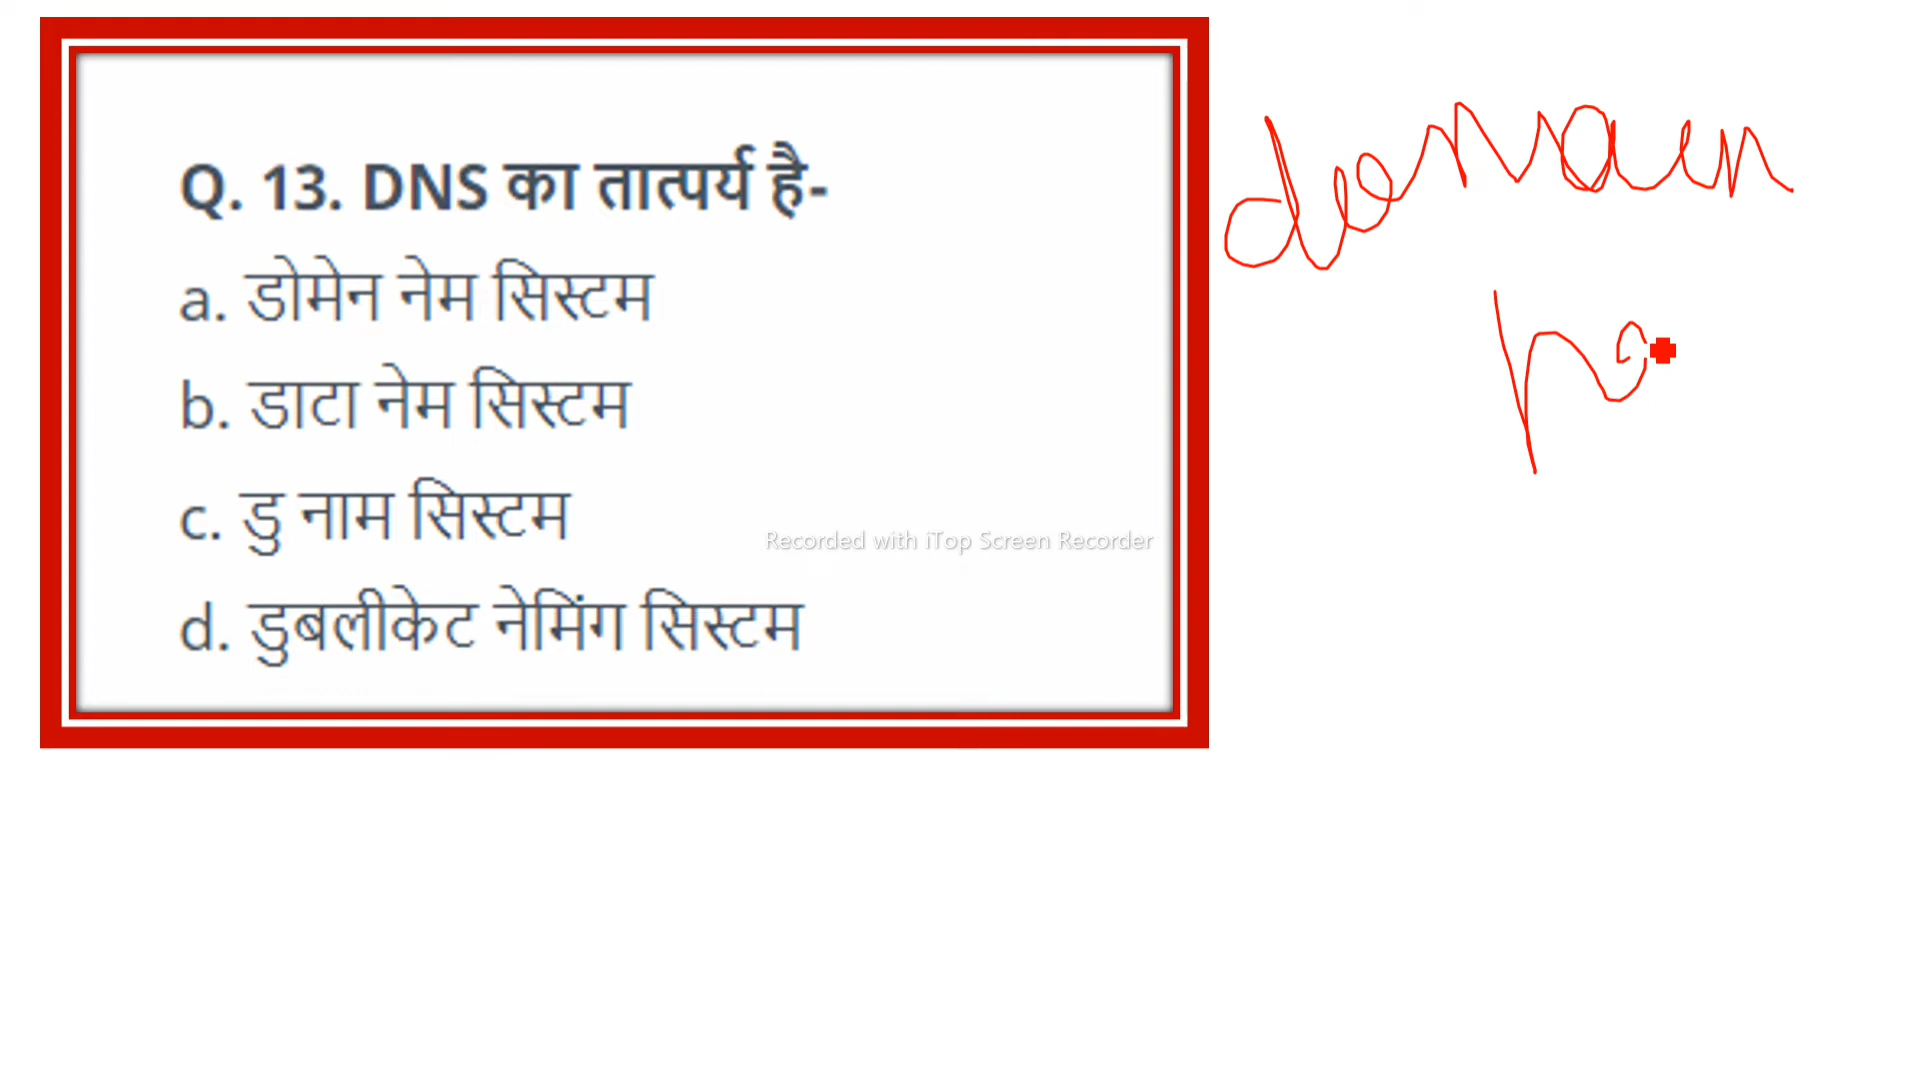 Q. 13. DNS का तात्पर्य है-
a. डोमेन नेम सिस्टम
b. डाटा नेम सिस्टम
c. डु नाम सिस्टम
d. डुबलीकेट नेमिंग सिस्टम
Recorded with iTop Screen Recorder
domain